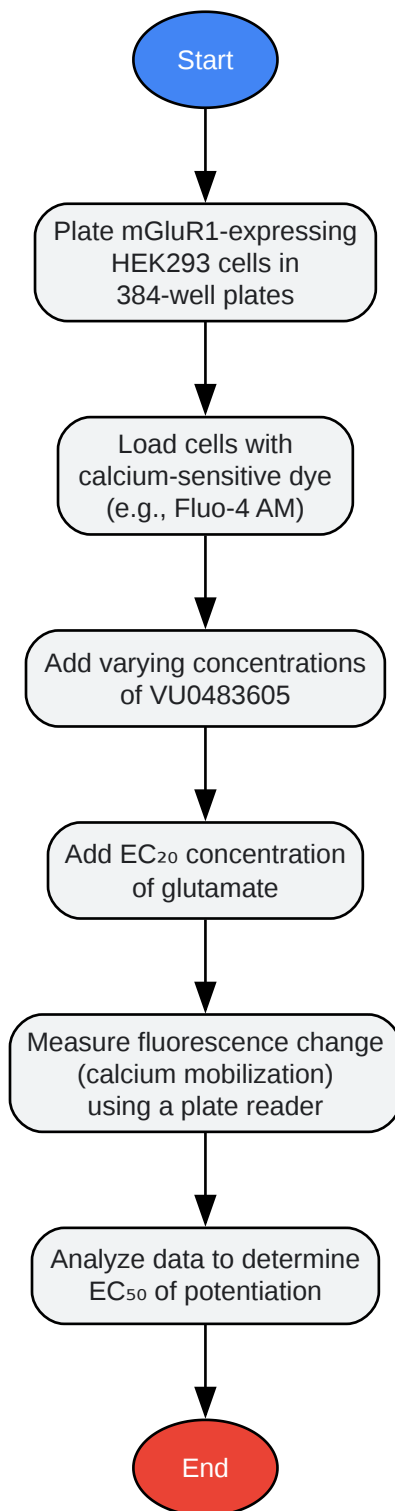 Start
Plate mGluR1-expressing
HEK293 cells in
384-well plates
Load cells with
calcium-sensitive dye
(e.g., Fluo-4 AM)
Add varying concentrations
of VU0483605
Add EC₂₀ concentration
of glutamate
Measure fluorescence change
(calcium mobilization)
using a plate reader
Analyze data to determine
EC₅₀ of potentiation
End